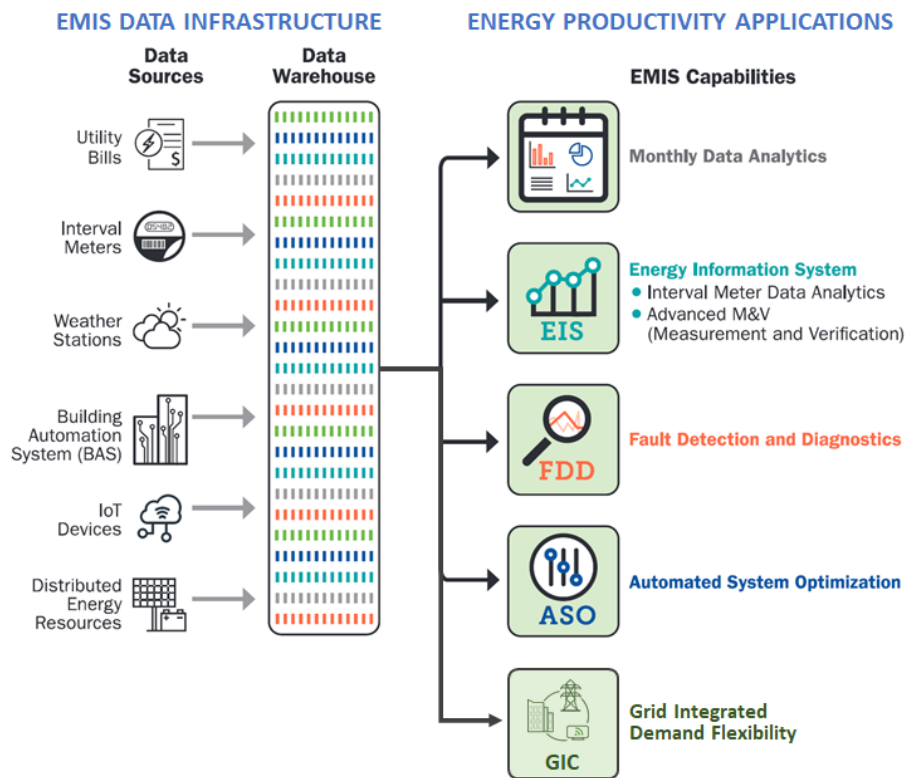 EMIS DATA INFRASTRUCTURE
ENERGY PRODUCTIVITY APPLICATIONS
Data
Sources
Data
Warehouse
EMIS Capabilities
Utility
Bills
$
Interval
Meters
05482
Weather
Stations
Building
Automation
System (BAS)
IoT
Devices
Distributed
Energy
Resources
Monthly Data Analytics
EIS
Energy Information System
• Interval Meter Data Analytics
• Advanced M&V
(Measurement and Verification)
FDD
Fault Detection and Diagnostics
ASO
Automated System Optimization
GIC
Grid Integrated
Demand Flexibility